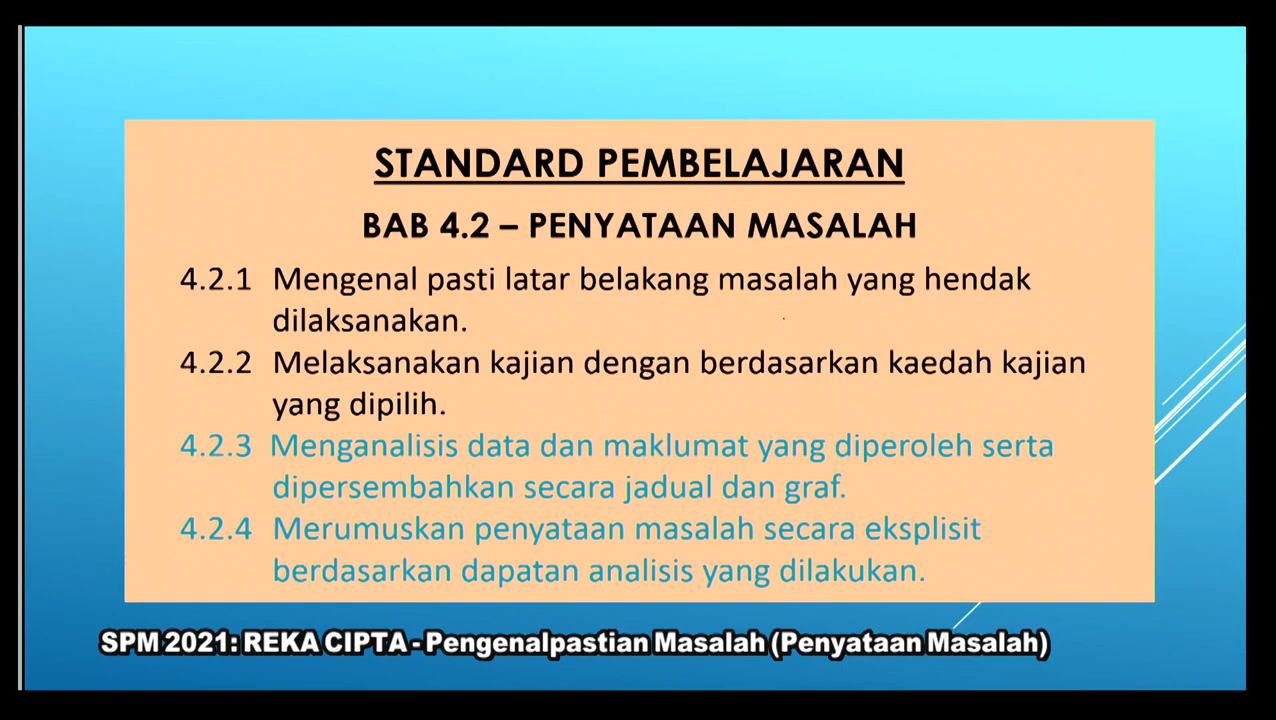 STANDARD PEMBELAJARAN
BAB 4.2 – PENYATAAN MASALAH
4.2.1 Mengenal pasti latar belakang masalah yang hendak
dilaksanakan.
4.2.2 Melaksanakan kajian dengan berdasarkan kaedah kajian
yang dipilih.
4.2.3 Menganalisis data dan maklumat yang diperoleh serta
dipersembahkan secara jadual dan graf.
4.2.4 Merumuskan penyataan masalah secara eksplisit
berdasarkan dapatan analisis yang dilakukan.
SPM 2021: REKA CIPTA - Pengenalpastian Masalah (Penyataan Masalah)